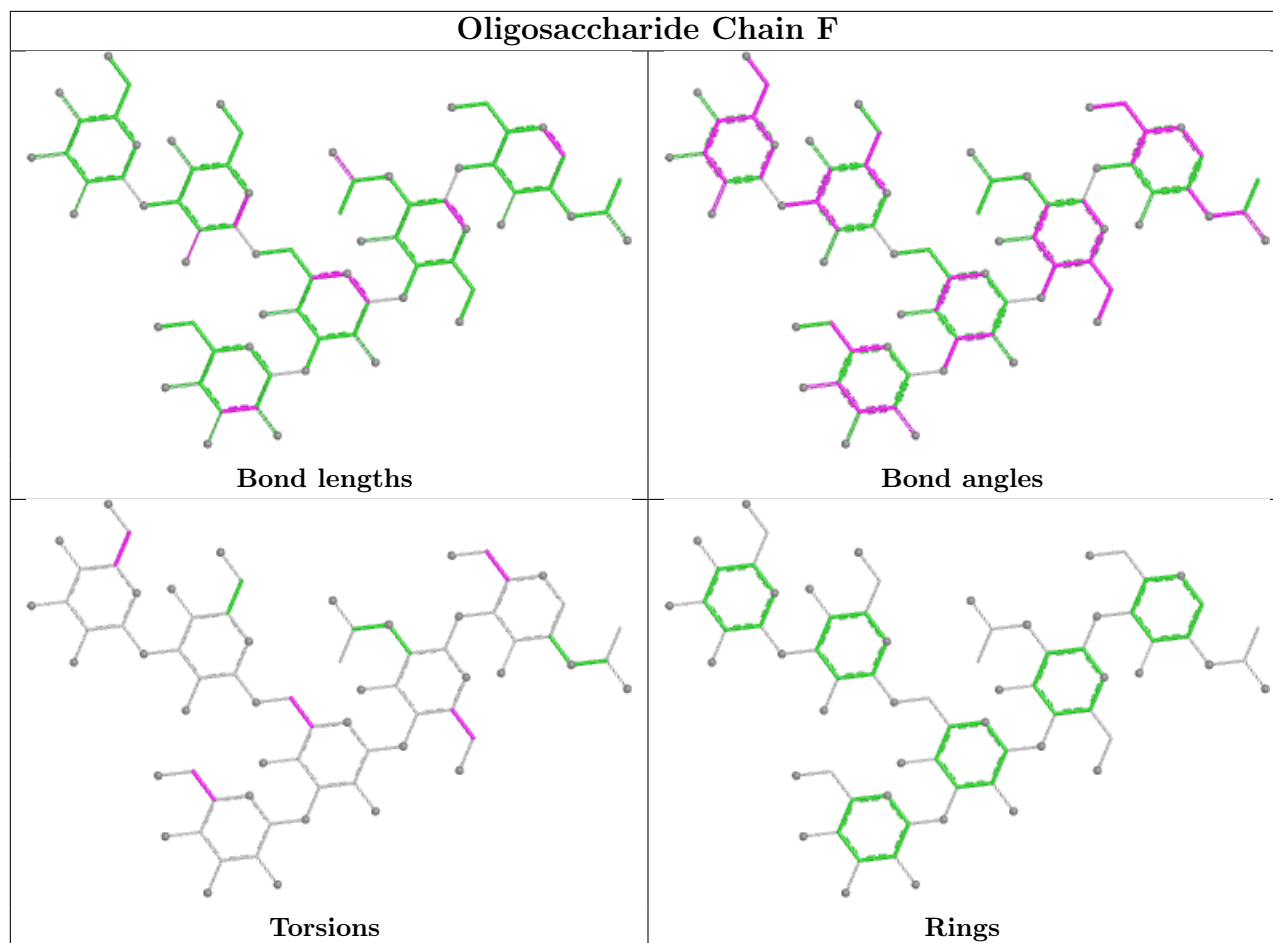 Oligosaccharide Chain F
Bond lengths
Bond angles
Torsions
Rings